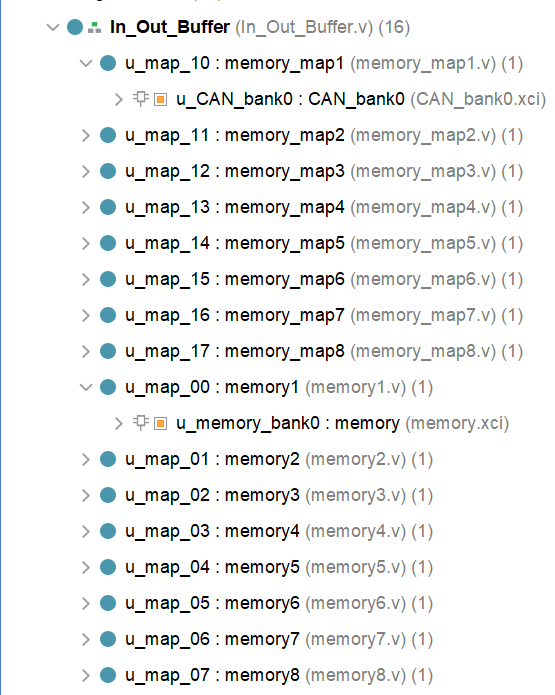 In_Out_Buffer (In_Out_Buffer.v) (16)
u_map_10 : memory_map1 (memory_map1.v) (1)
u_CAN_bank0 : CAN_bank0 (CAN_bank0.xci)
u_map_11 : memory_map2 (memory_map2.v) (1)
u_map_12 : memory_map3 (memory_map3.v) (1)
u_map_13 : memory_map4 (memory_map4.v) (1)
u_map_14 : memory_map5 (memory_map5.v) (1)
u_map_15 : memory_map6 (memory_map6.v) (1)
u_map_16 : memory_map7 (memory_map7.v) (1)
u_map_17 : memory_map8 (memory_map8.v) (1)
u_map_00 : memory1 (memory1.v) (1)
u_memory_bank0 : memory (memory.xci)
u_map_01 : memory2 (memory2.v) (1)
u_map_02 : memory3 (memory3.v) (1)
u_map_03 : memory4 (memory4.v) (1)
u_map_04 : memory5 (memory5.v) (1)
u_map_05 : memory6 (memory6.v) (1)
u_map_06 : memory7 (memory7.v) (1)
u_map_07 : memory8 (memory8.v) (1)